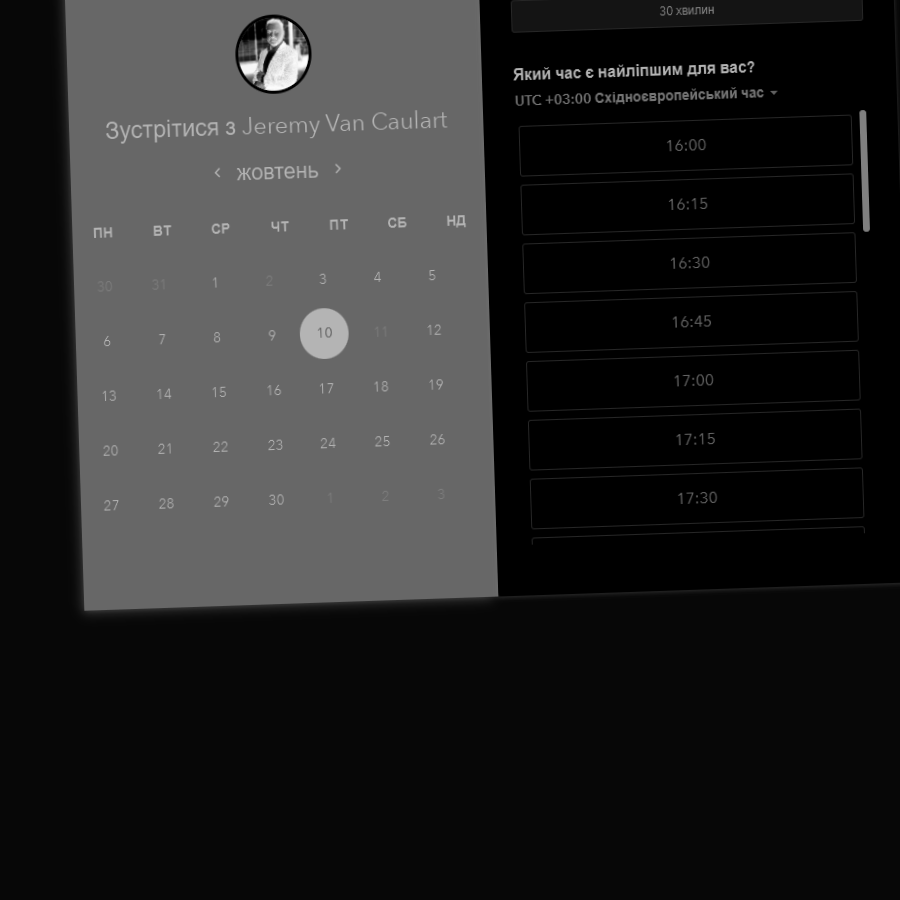 Зустрітися з Jeremy Van Caulart
жовтень
ПН ВТ СР ЧТ ПТ СБ НД
30 31 1 2 3 4 5
6 7 8 9 10 11 12
13 14 15 16 17 18 19
20 21 22 23 24 25 26
27 28 29 30 1 2 3
30 хвилин
Який час є найліпшим для вас?
UTC +03:00 Східноєвропейський час
16:00
16:15
16:30
16:45
17:00
17:15
17:30